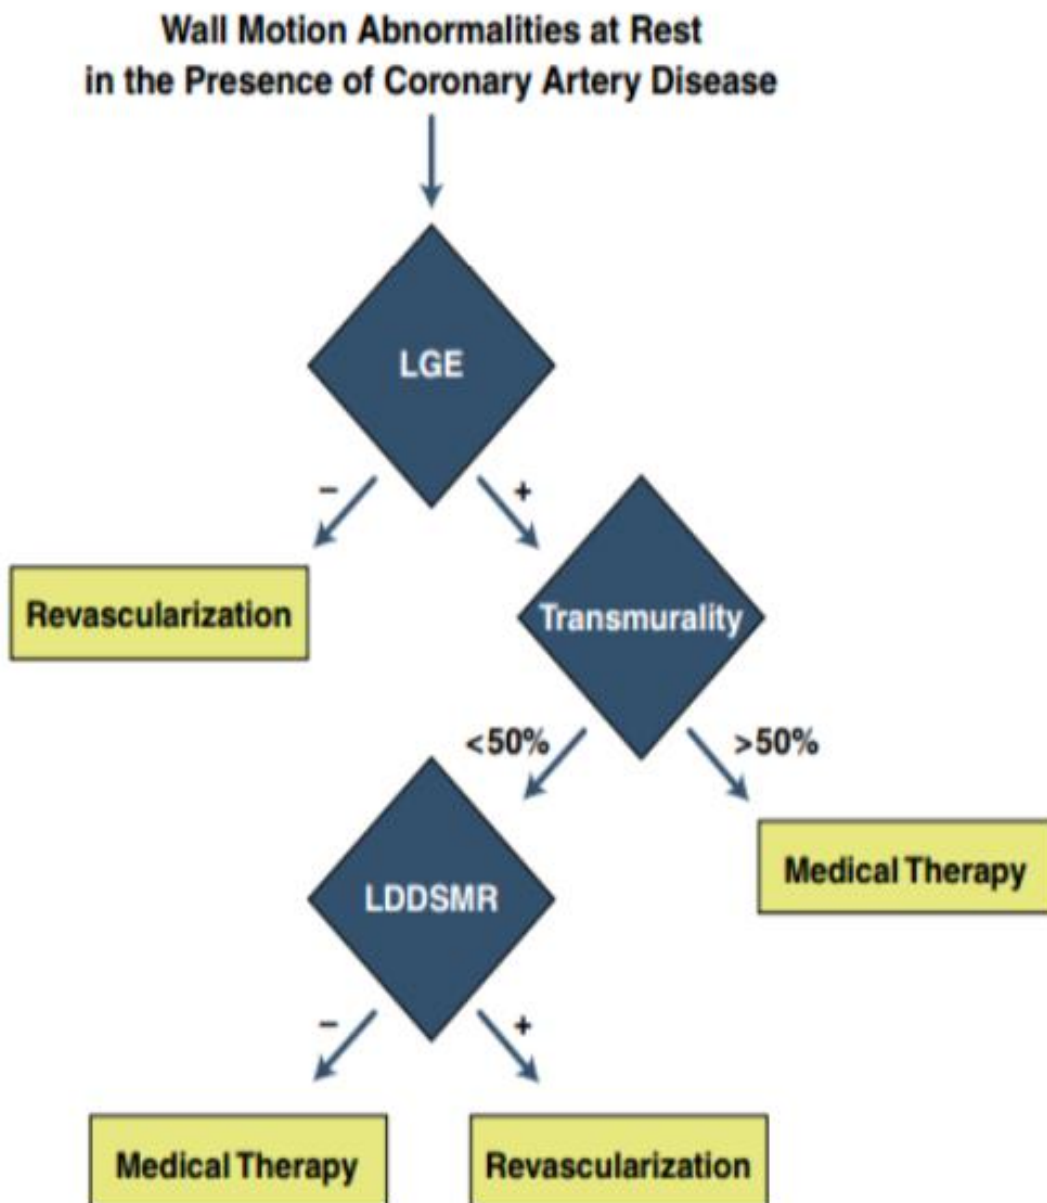 Wall Motion Abnormalities at Rest
in the Presence of Coronary Artery Disease
LGE
–
+
Revascularization
Transmurality
<50%
>50%
LDDSMR
Medical Therapy
–
+
Medical Therapy
Revascularization